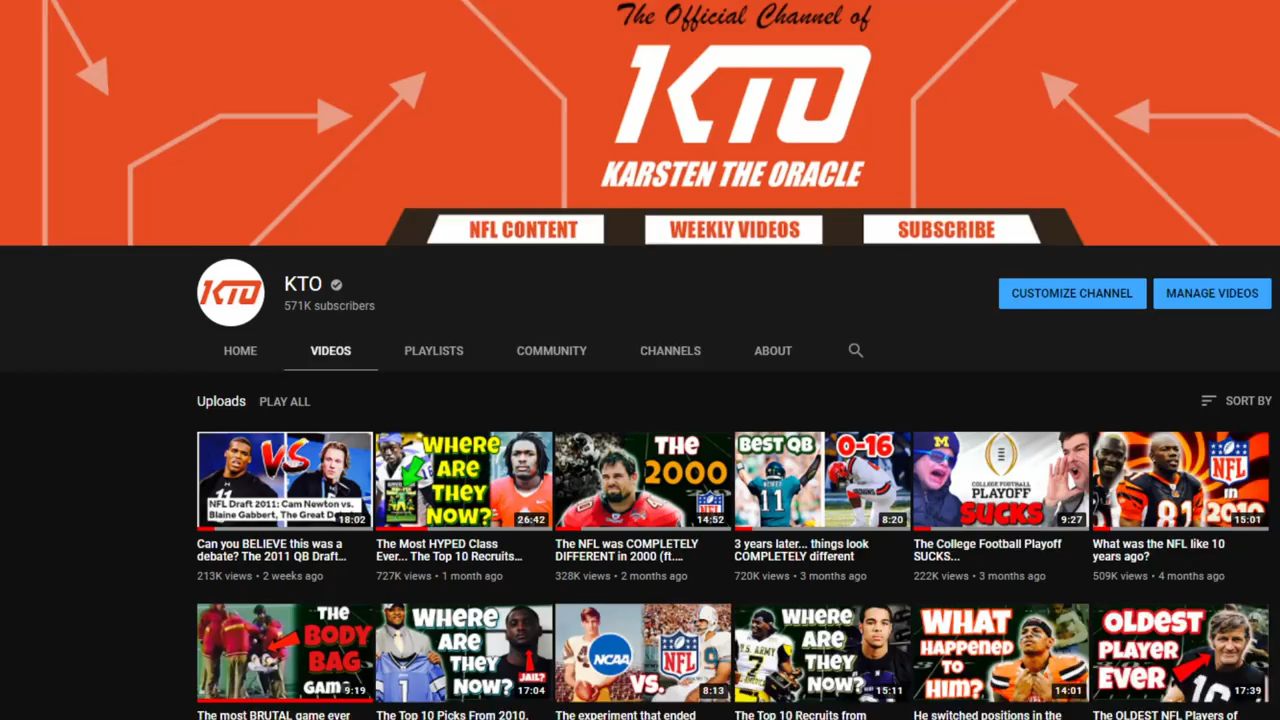 The Official Channel of
KTO
KARSTEN THE ORACLE
NFL CONTENT
WEEKLY VIDEOS
SUBSCRIBE
KTO
KTO
571K subscribers
CUSTOMIZE CHANNEL
MANAGE VIDEOS
HOME
VIDEOS
PLAYLISTS
COMMUNITY
CHANNELS
ABOUT
Uploads
PLAY ALL
SORT BY
VS
11
NFL Draft 2011: Cam Newton vs.
Blaine Gabbert, The Great De
18:02
Can you BELIEVE this was a
debate? The 2011 QB Draft...
213K views • 2 weeks ago
WHERE
ARE
THEY
NOW?
26:42
The Most HYPED Class
Ever... The Top 10 Recruits...
727K views • 1 month ago
THE
2000
NFL
14:52
The NFL was COMPLETELY
DIFFERENT in 2000 (ft....
328K views • 2 months ago
BEST QB
11
0-16
8:20
3 years later... things look
COMPLETELY different
720K views • 3 months ago
M
COLLEGE FOOTBALL
PLAYOFF
SUCKS
9:27
The College Football Playoff
SUCKS...
222K views • 3 months ago
81
NFL
IN
2010
15:01
What was the NFL like 10
years ago?
509K views • 4 months ago
THE
BODY
BAG
GAME
9:19
The most BRUTAL game ever
1
WHERE
ARE
THEY
NOW?
JAIL?
17:04
The Top 10 Picks From 2010.
NCAA
VS.
NFL
8:13
The experiment that ended
U.S. ARMY
7
WHERE
ARE
THEY
NOW?
15:11
The Top 10 Recruits from
WHAT
HAPPENED
TO
HIM?
14:01
He switched positions in the
OLDEST
PLAYER
EVER
17:39
The OLDEST NFL Players of